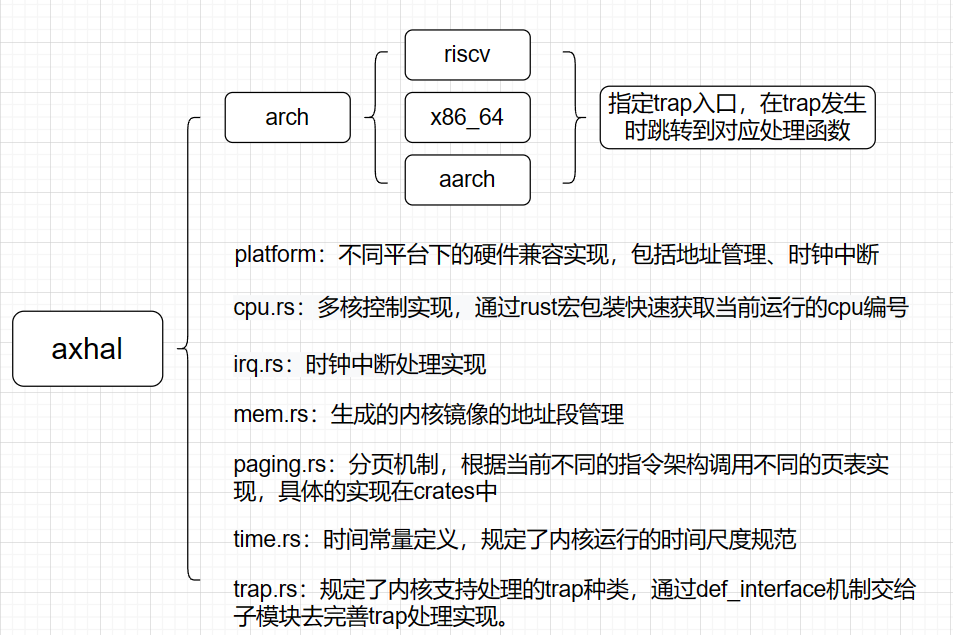 riscv
arch
x86_64
aarch
指定trap入口，在trap发生
时跳转到对应处理函数
platform：不同平台下的硬件兼容实现，包括地址管理、时钟中断
cpu.rs：多核控制实现，通过rust宏包装快速获取当前运行的cpu编号
axhal
irq.rs：时钟中断处理实现
mem.rs：生成的内核镜像的地址段管理
paging.rs：分页机制，根据当前不同的指令架构调用不同的页表实
现，具体的实现在crates中
time.rs：时间常量定义，规定了内核运行的时间尺度规范
trap.rs：规定了内核支持处理的trap种类，通过def_interface机制交给
子模块去完善trap处理实现。